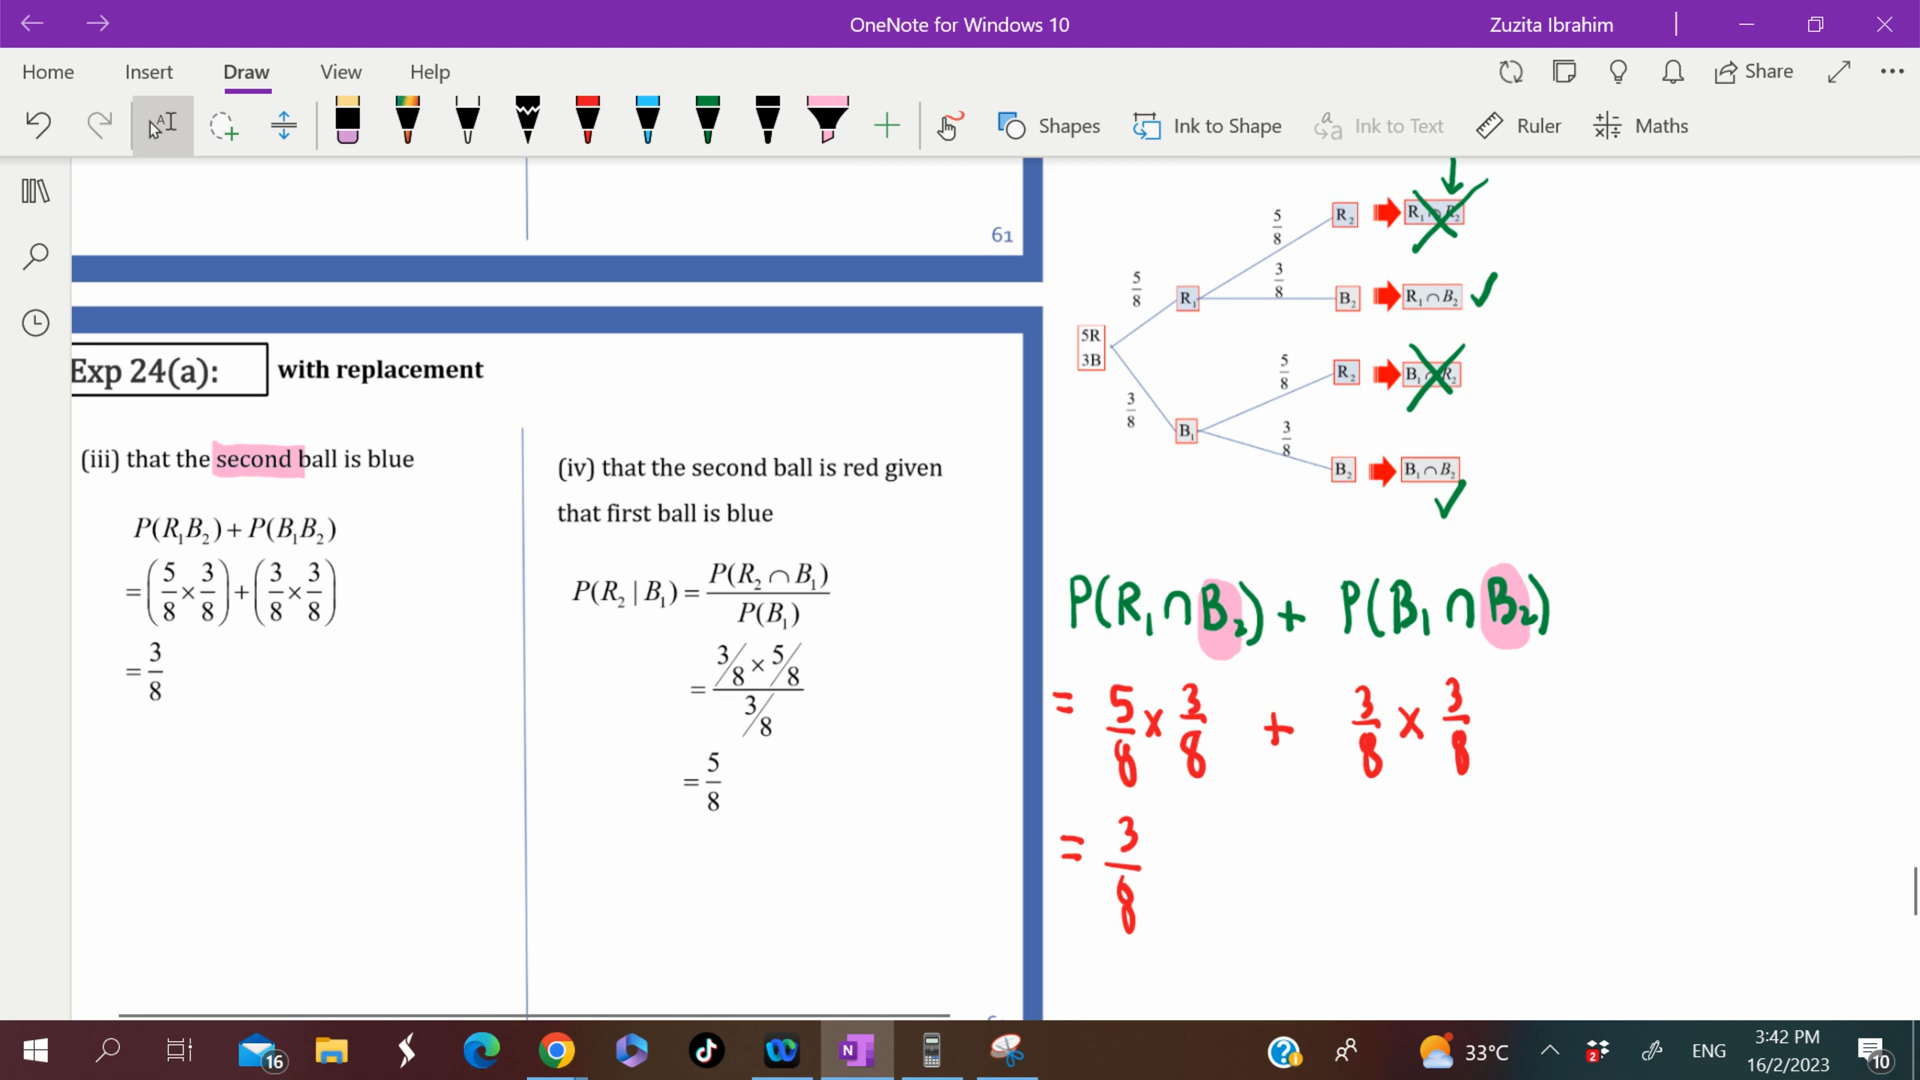 OneNote for Windows 10
Zuzita Ibrahim
Home Insert Draw View Help
Share
Shapes Ink to Shape Ink to Text Ruler Maths
61
Exp 24(a): with replacement
(iii) that the second ball is blue
P(R₁B₂) + P(B₁B₂)
= (5/8 × 3/8) + (3/8 × 3/8)
= 3/8
(iv) that the second ball is red given
that first ball is blue
P(R₂ | B₁) = P(R₂ ∩ B₁) / P(B₁)
= (3/8 × 5/8) / (3/8)
= 5/8
5/8 R₂ R₁ ∩ R₂
5/8 R₁ 3/8 B₂ R₁ ∩ B₂
5R
3B
5/8 R₂ B₁ ∩ R₂
3/8 B₁ 3/8 B₂ B₁ ∩ B₂
P(R₁ ∩ B₂) + P(B₁ ∩ B₂)
= 5/8 × 3/8 + 3/8 × 3/8
= 3/8
16
N
2
33°C
ENG
3:42 PM
16/2/2023
10